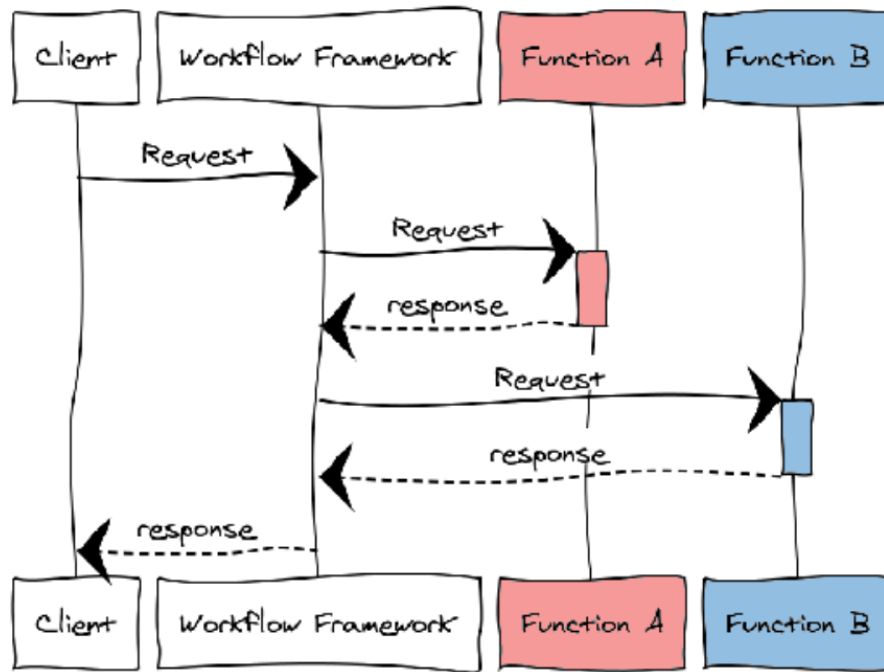 Client
Workflow Framework
Function A
Function B
Request
Request
response
Request
response
response
Client
Workflow Framework
Function A
Function B